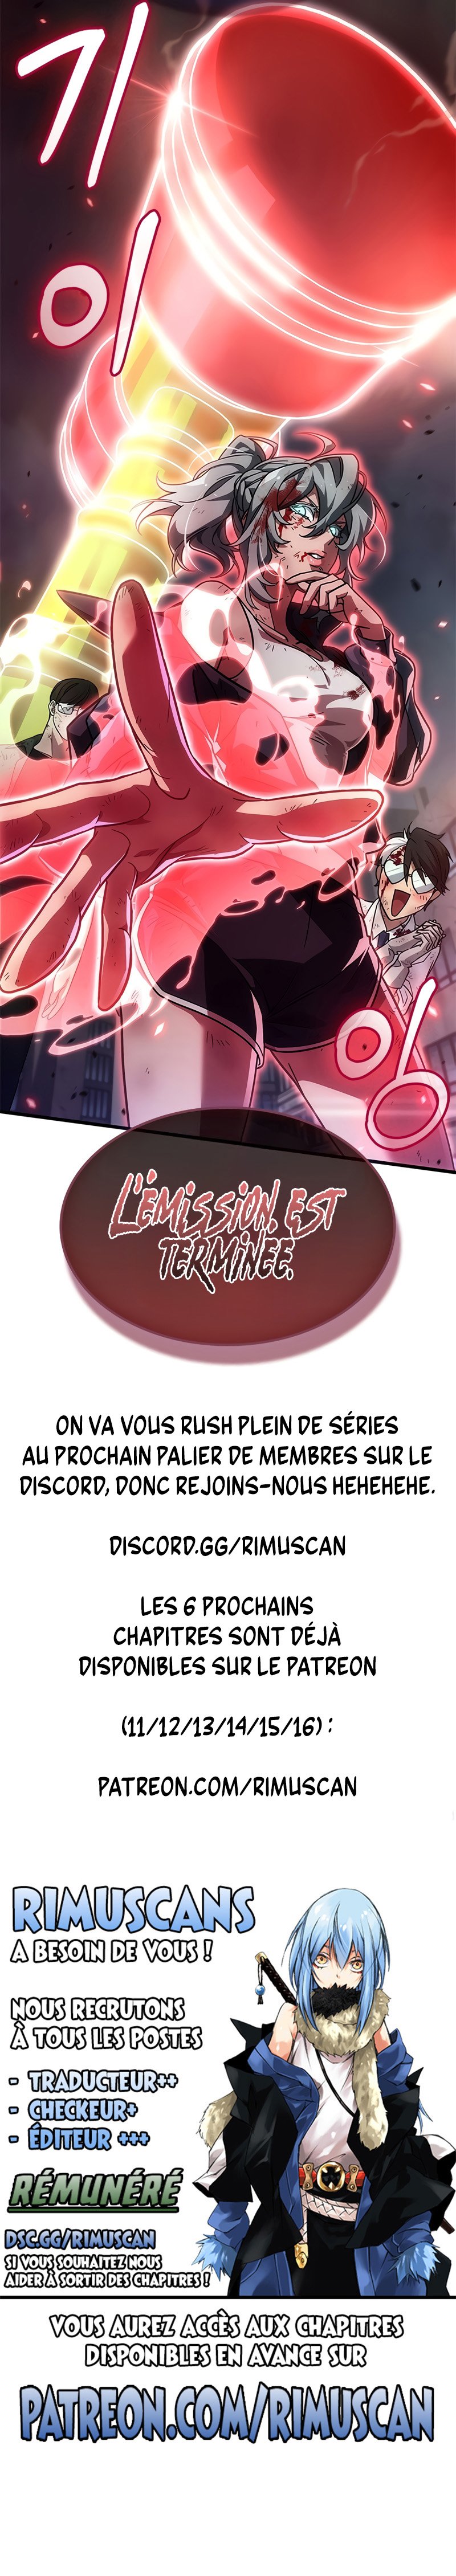 기
이
잉
L'ÉMISSION. EST
TERMINÉE.
ON VA VOUS RUSH PLEIN DE SÉRIES
AU PROCHAIN PALIER DE MEMBRES SUR LE
DISCORD, DONC REJOINS-NOUS HEHEHEHE.
DISCORD.GG/RIMUSCAN
LES 6 PROCHAINS
CHAPITRES SONT DÉJÀ
DISPONIBLES SUR LE PATREON
(11/12/13/14/15/16) :
PATREON.COM/RIMUSCAN
RIMUSCANS
A BESOIN DE VOUS !
NOUS RECRUTONS
À TOUS LES POSTES
- TRADUCTEUR++
- CHECKEUR+
- ÉDITEUR +++
RÉMUNÉRÉ
DSC.GG/RIMUSCAN
SI VOUS SOUHAITEZ NOUS
AIDER À SORTIR DES CHAPITRES !
VOUS AUREZ ACCÈS AUX CHAPITRES
DISPONIBLES EN AVANCE SUR
PATREON.COM/RIMUSCAN